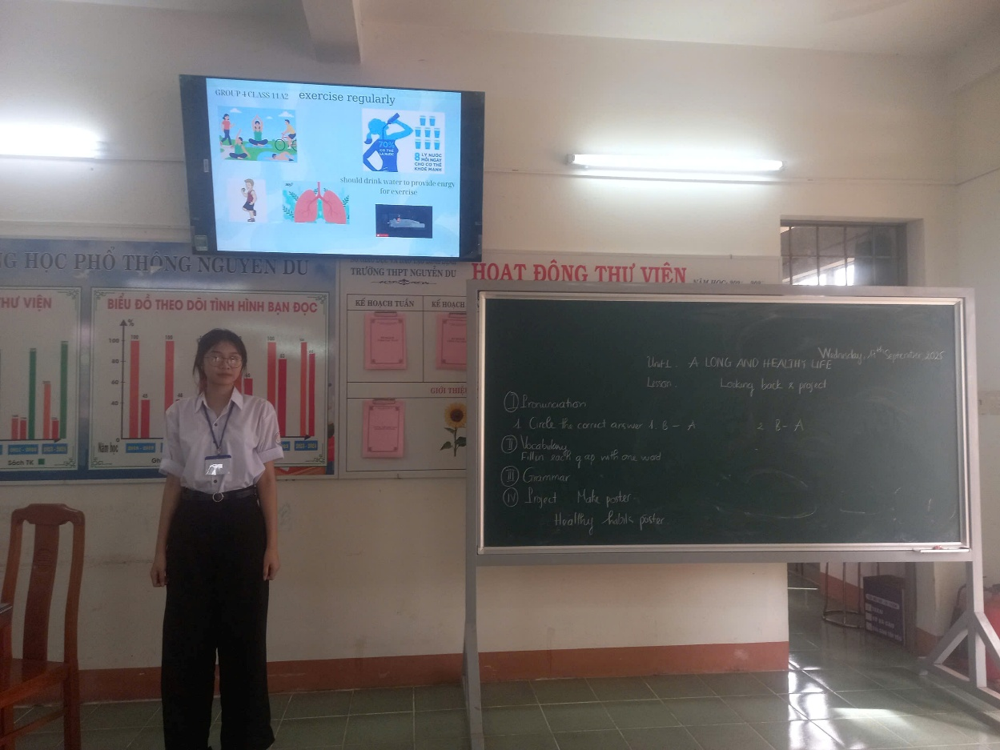 GROUP 4 CLASS 11A2 exercise regularly
70%
CƠ THỂ
LÀ NƯỚC
8 LY NƯỚC
MỖI NGÀY
CHO CƠ THỂ
KHOẺ MẠNH
should drink water to provide enrgy
for exercise
NG HỌC PHỔ THÔNG NGUYỄN DU
THƯ VIỆN
BIỂU ĐỒ THEO DÕI TÌNH HÌNH BẠN ĐỌC
%
100
80
60
40
Năm học
Sách TK
TRƯỜNG THPT NGUYỄN DU
KẾ HOẠCH TUẦN
KẾ HOẠCH
GIỚI THIỆU
HOẠT ĐỘNG THƯ VIỆN
NĂM HỌC:
Wednesday, September, 2025
Unit 1. A LONG AND HEALTHY LIFE
Lesson. Looking back x project
I Pronunciation
1. Circle the correct answer 1. B - A 2. B - A
II Vocabulary
Fill in each gap with one word
III Grammar
IV Project Make poster
Healthy habits poster